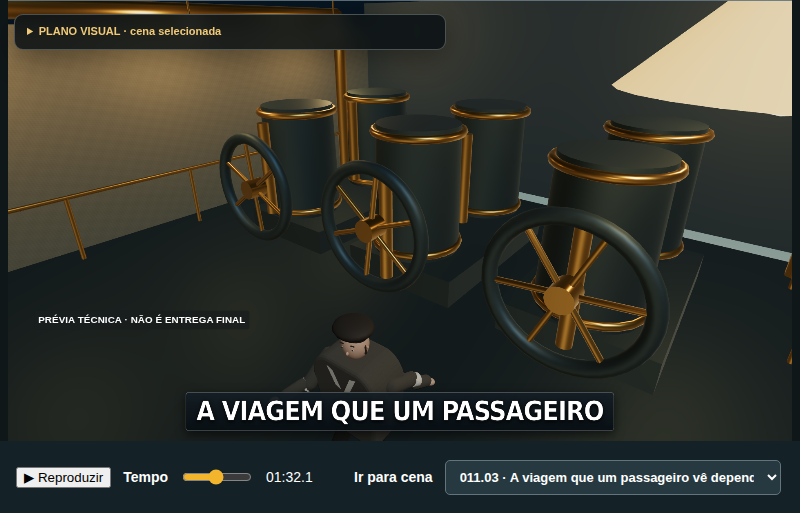 ▶ PLANO VISUAL · cena selecionada
PRÉVIA TÉCNICA · NÃO É ENTREGA FINAL
A VIAGEM QUE UM PASSAGEIRO
▶ Reproduzir Tempo 01:32.1 Ir para cena 011.03 · A viagem que um passageiro vê depend